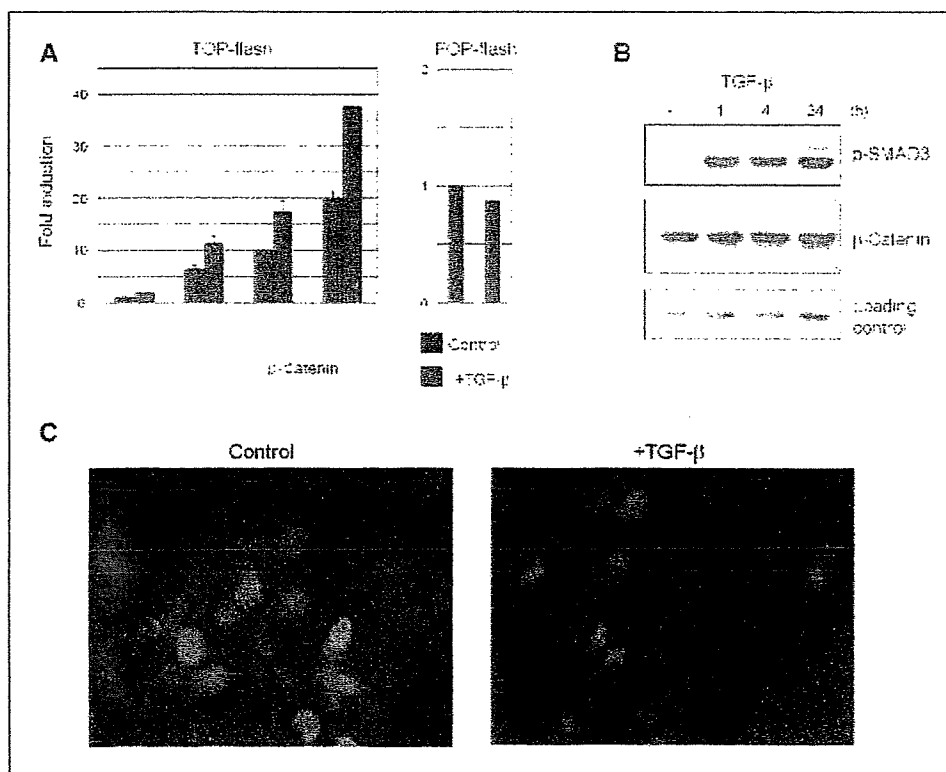 A
TOP-flash
FOP-flash
Fold induction
40
30
20
10
0
2
1
0
β-catenin
Control
+TGF-β
B
TGF-β
- 1 4 24 (h)
p-SMAD3
β-Catenin
Loading
control
C
Control
+TGF-β